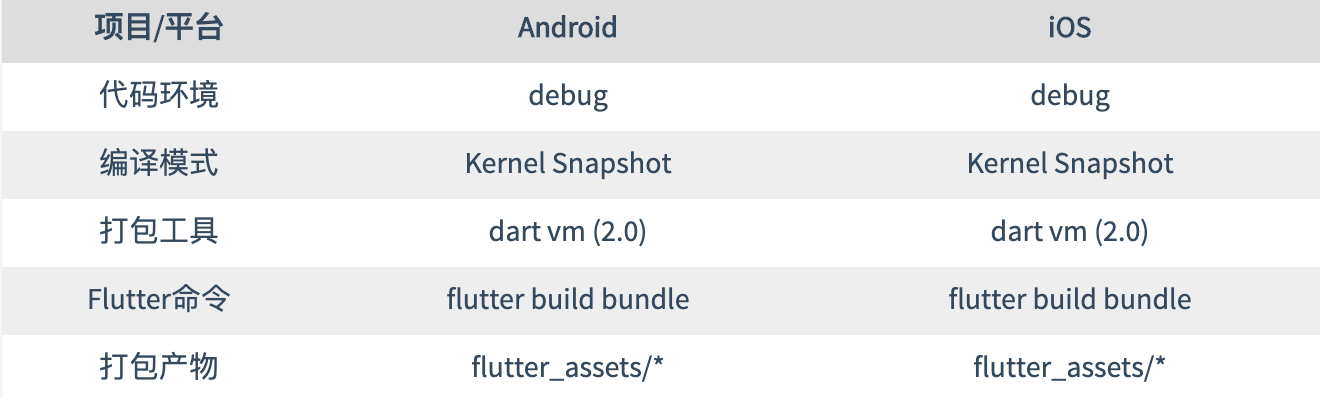 项目/平台 Android iOS
代码环境 debug debug
编译模式 Kernel Snapshot Kernel Snapshot
打包工具 dart vm (2.0) dart vm (2.0)
Flutter命令 flutter build bundle flutter build bundle
打包产物 flutter_assets/* flutter_assets/*